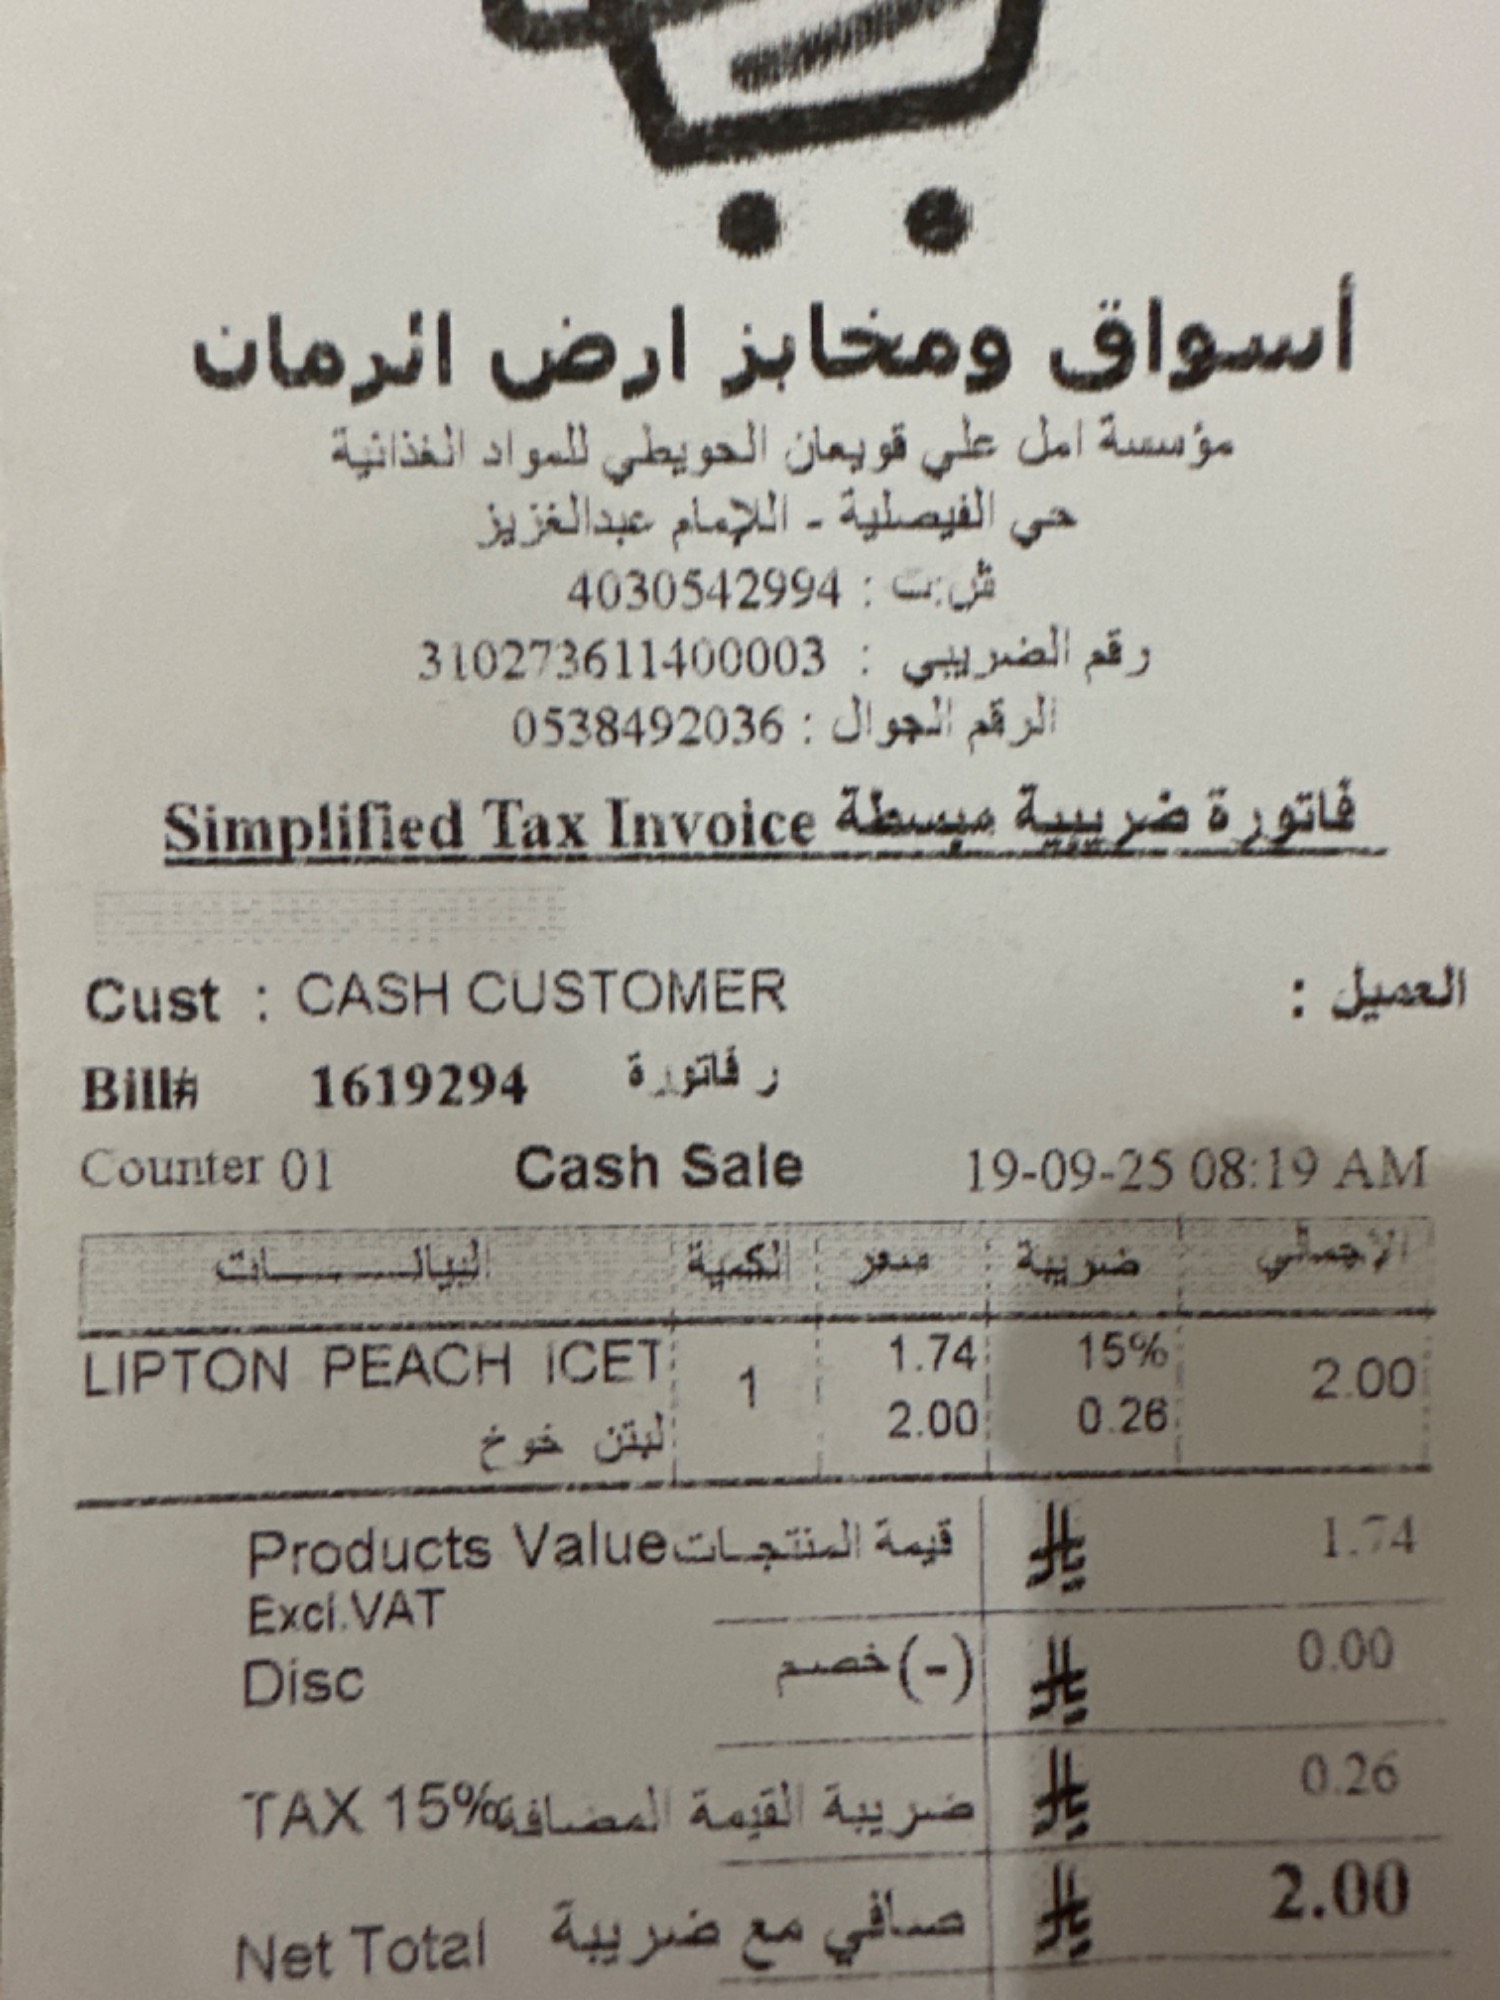 أسواق ومخابز ارض الرمان
مؤسسة امل علي قويعان الحويطي للمواد الغذائية
حي الفيصلية - اللإمام عبدالغزيز
س.ت : 4030542994
رقم الضريبي : 310273611400003
الرقم الجوال : 0538492036
Simplified Tax Invoice فاتورة ضريبية مبسطة
Cust : CASH CUSTOMER العميل :
Bill# 1619294 ر فاتورة
Counter 01 Cash Sale 19-09-25 08:19 AM
البيانـــــات الكمية سعر ضريبة الاجمالي
LIPTON PEACH ICET 1 1.74 15% 2.00
لبتن خوخ 2.00 0.26
Products Value قيمة المنتجـات 1.74
Excl.VAT
Disc (-) خصم 0.00
TAX 15% ضريبة القيمة المضافة 0.26
Net Total صافي مع ضريبة 2.00